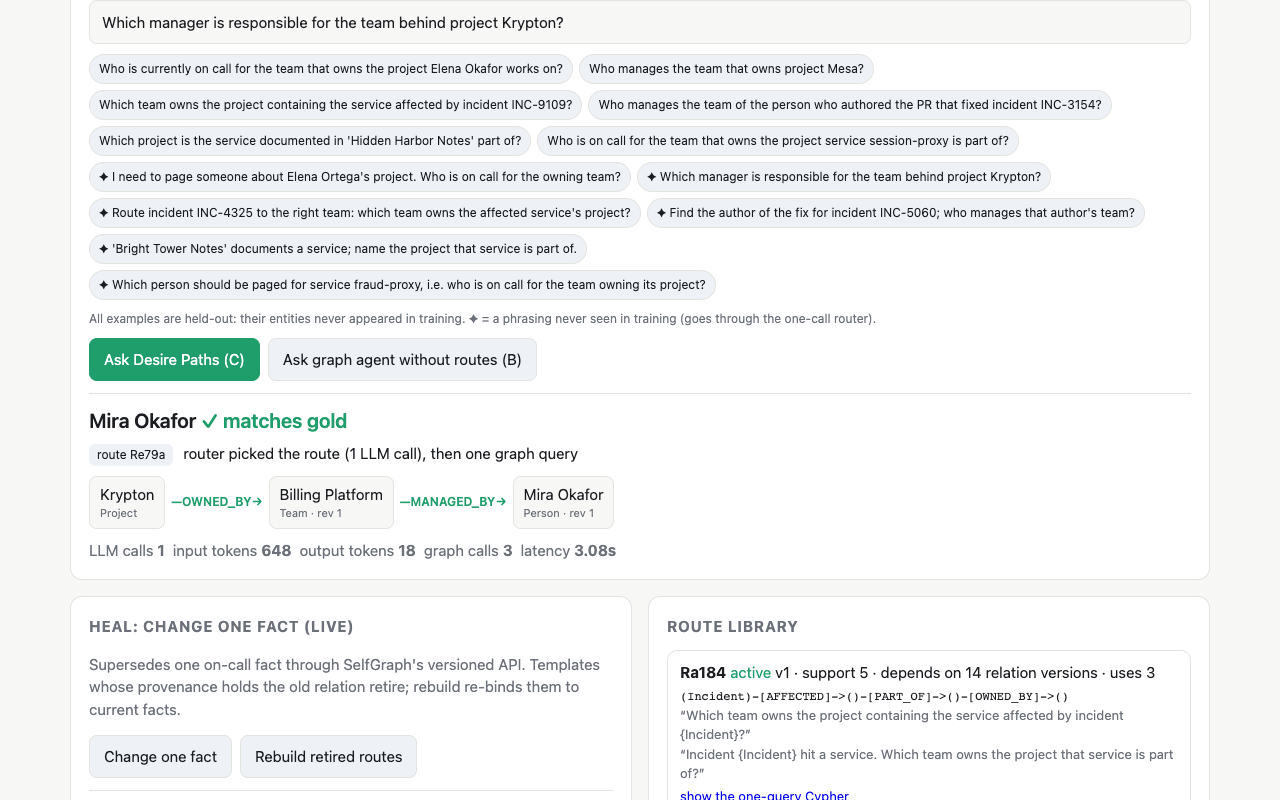 Which manager is responsible for the team behind project Krypton?
Who is currently on call for the team that owns the project Elena Okafor works on?
Who manages the team that owns project Mesa?
Which team owns the project containing the service affected by incident INC-9109?
Who manages the team of the person who authored the PR that fixed incident INC-3154?
Which project is the service documented in 'Hidden Harbor Notes' part of?
Who is on call for the team that owns the project service session-proxy is part of?
✦ I need to page someone about Elena Ortega's project. Who is on call for the owning team?
✦ Which manager is responsible for the team behind project Krypton?
✦ Route incident INC-4325 to the right team: which team owns the affected service's project?
✦ Find the author of the fix for incident INC-5060; who manages that author's team?
✦ 'Bright Tower Notes' documents a service; name the project that service is part of.
✦ Which person should be paged for service fraud-proxy, i.e. who is on call for the team owning its project?
All examples are held-out: their entities never appeared in training. ✦ = a phrasing never seen in training (goes through the one-call router).
Ask Desire Paths (C)
Ask graph agent without routes (B)
Mira Okafor ✓ matches gold
route Re79a router picked the route (1 LLM call), then one graph query
Krypton —OWNED_BY→ Billing Platform —MANAGED_BY→ Mira Okafor
Project Team · rev 1 Person · rev 1
LLM calls 1 input tokens 648 output tokens 18 graph calls 3 latency 3.08s
HEAL: CHANGE ONE FACT (LIVE)
Supersedes one on-call fact through SelfGraph's versioned API. Templates
whose provenance holds the old relation retire; rebuild re-binds them to
current facts.
Change one fact
Rebuild retired routes
ROUTE LIBRARY
Ra184 active v1 · support 5 · depends on 14 relation versions · uses 3
(Incident)-[AFFECTED]->()-[PART_OF]->()-[OWNED_BY]->()
“Which team owns the project containing the service affected by incident
{Incident}?”
“Incident {Incident} hit a service. Which team owns the project that service is part
of?”
show the one-query Cypher